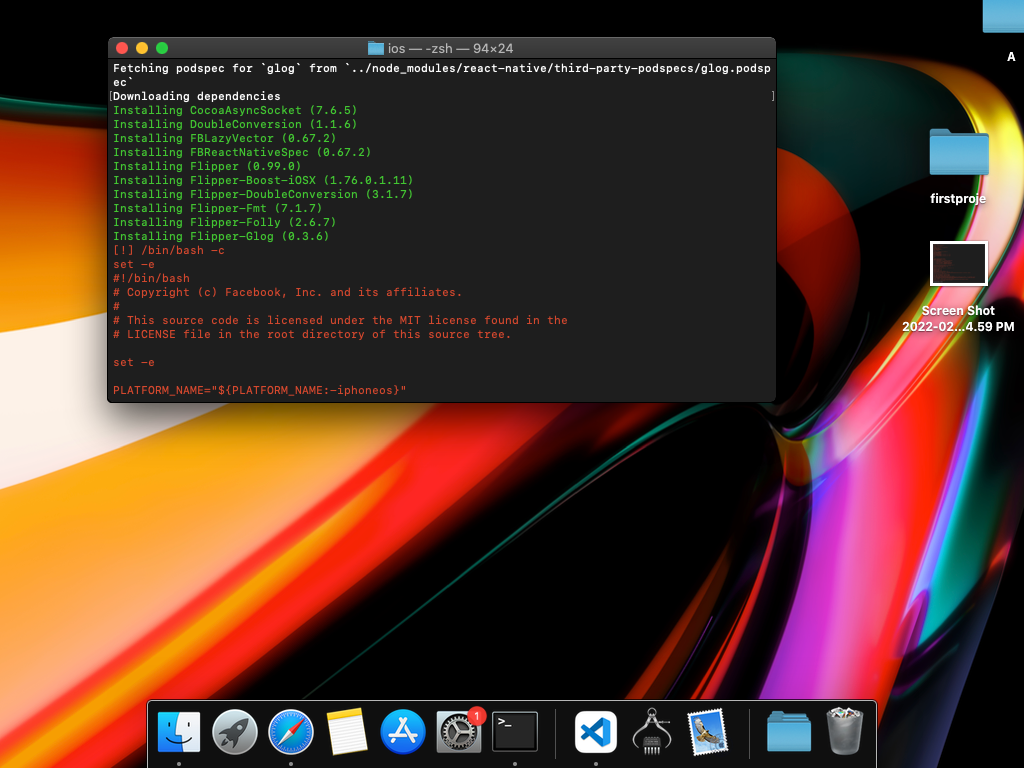 ios — -zsh — 94×24
Fetching podspec for `glog` from `../node_modules/react-native/third-party-podspecs/glog.podsp
ec`
[Downloading dependencies ]
Installing CocoaAsyncSocket (7.6.5)
Installing DoubleConversion (1.1.6)
Installing FBLazyVector (0.67.2)
Installing FBReactNativeSpec (0.67.2)
Installing Flipper (0.99.0)
Installing Flipper-Boost-iOSX (1.76.0.1.11)
Installing Flipper-DoubleConversion (3.1.7)
Installing Flipper-Fmt (7.1.7)
Installing Flipper-Folly (2.6.7)
Installing Flipper-Glog (0.3.6)
[!] /bin/bash -c
set -e
#!/bin/bash
# Copyright (c) Facebook, Inc. and its affiliates.
#
# This source code is licensed under the MIT license found in the
# LICENSE file in the root directory of this source tree.
set -e
PLATFORM_NAME="${PLATFORM_NAME:-iphoneos}"
A
firstproje
Screen Shot
2022-02...4.59 PM
1
>_